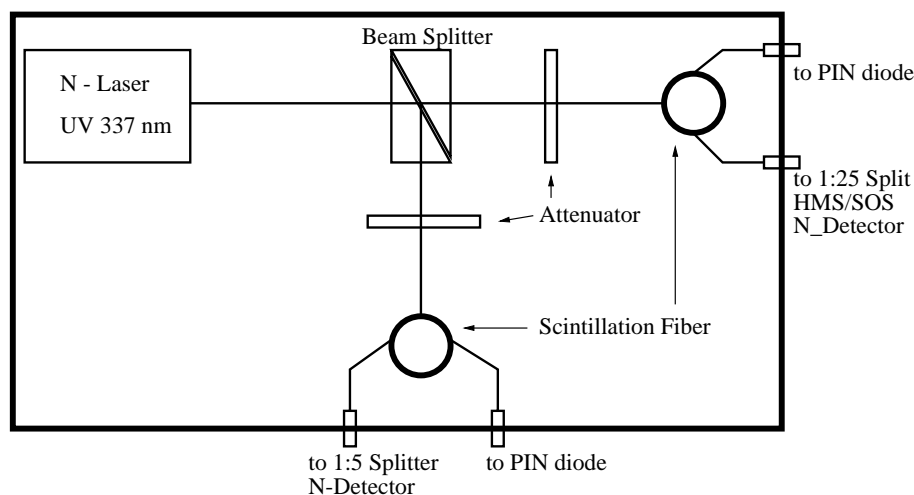 Beam Splitter
N - Laser
UV 337 nm
to PIN diode
to 1:25 Split
HMS/SOS
N_Detector
Attenuator
Scintillation Fiber
to 1:5 Splitter
N-Detector
to PIN diode